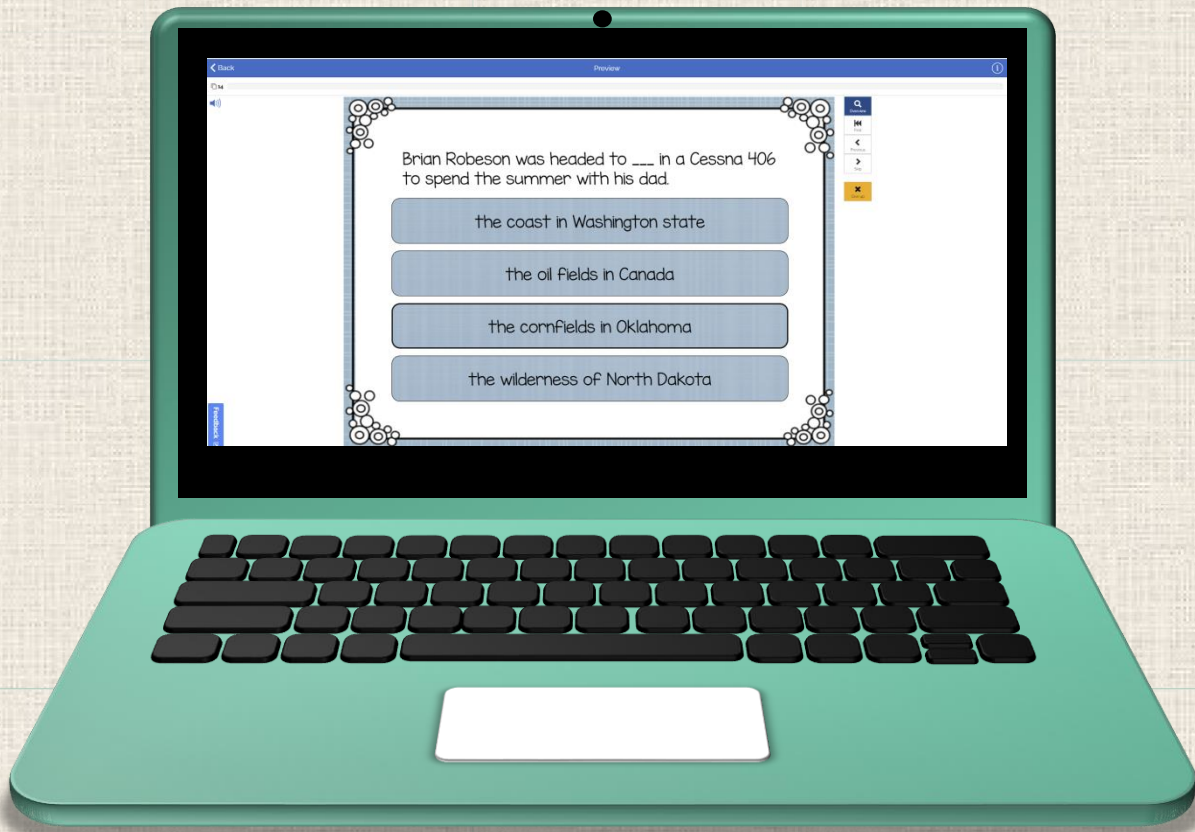 Back
Preview
14
Brian Robeson was headed to ___ in a Cessna 406
to spend the summer with his dad.
the coast in Washington state
the oil fields in Canada
the cornfields in Oklahoma
the wilderness of North Dakota
Feedback